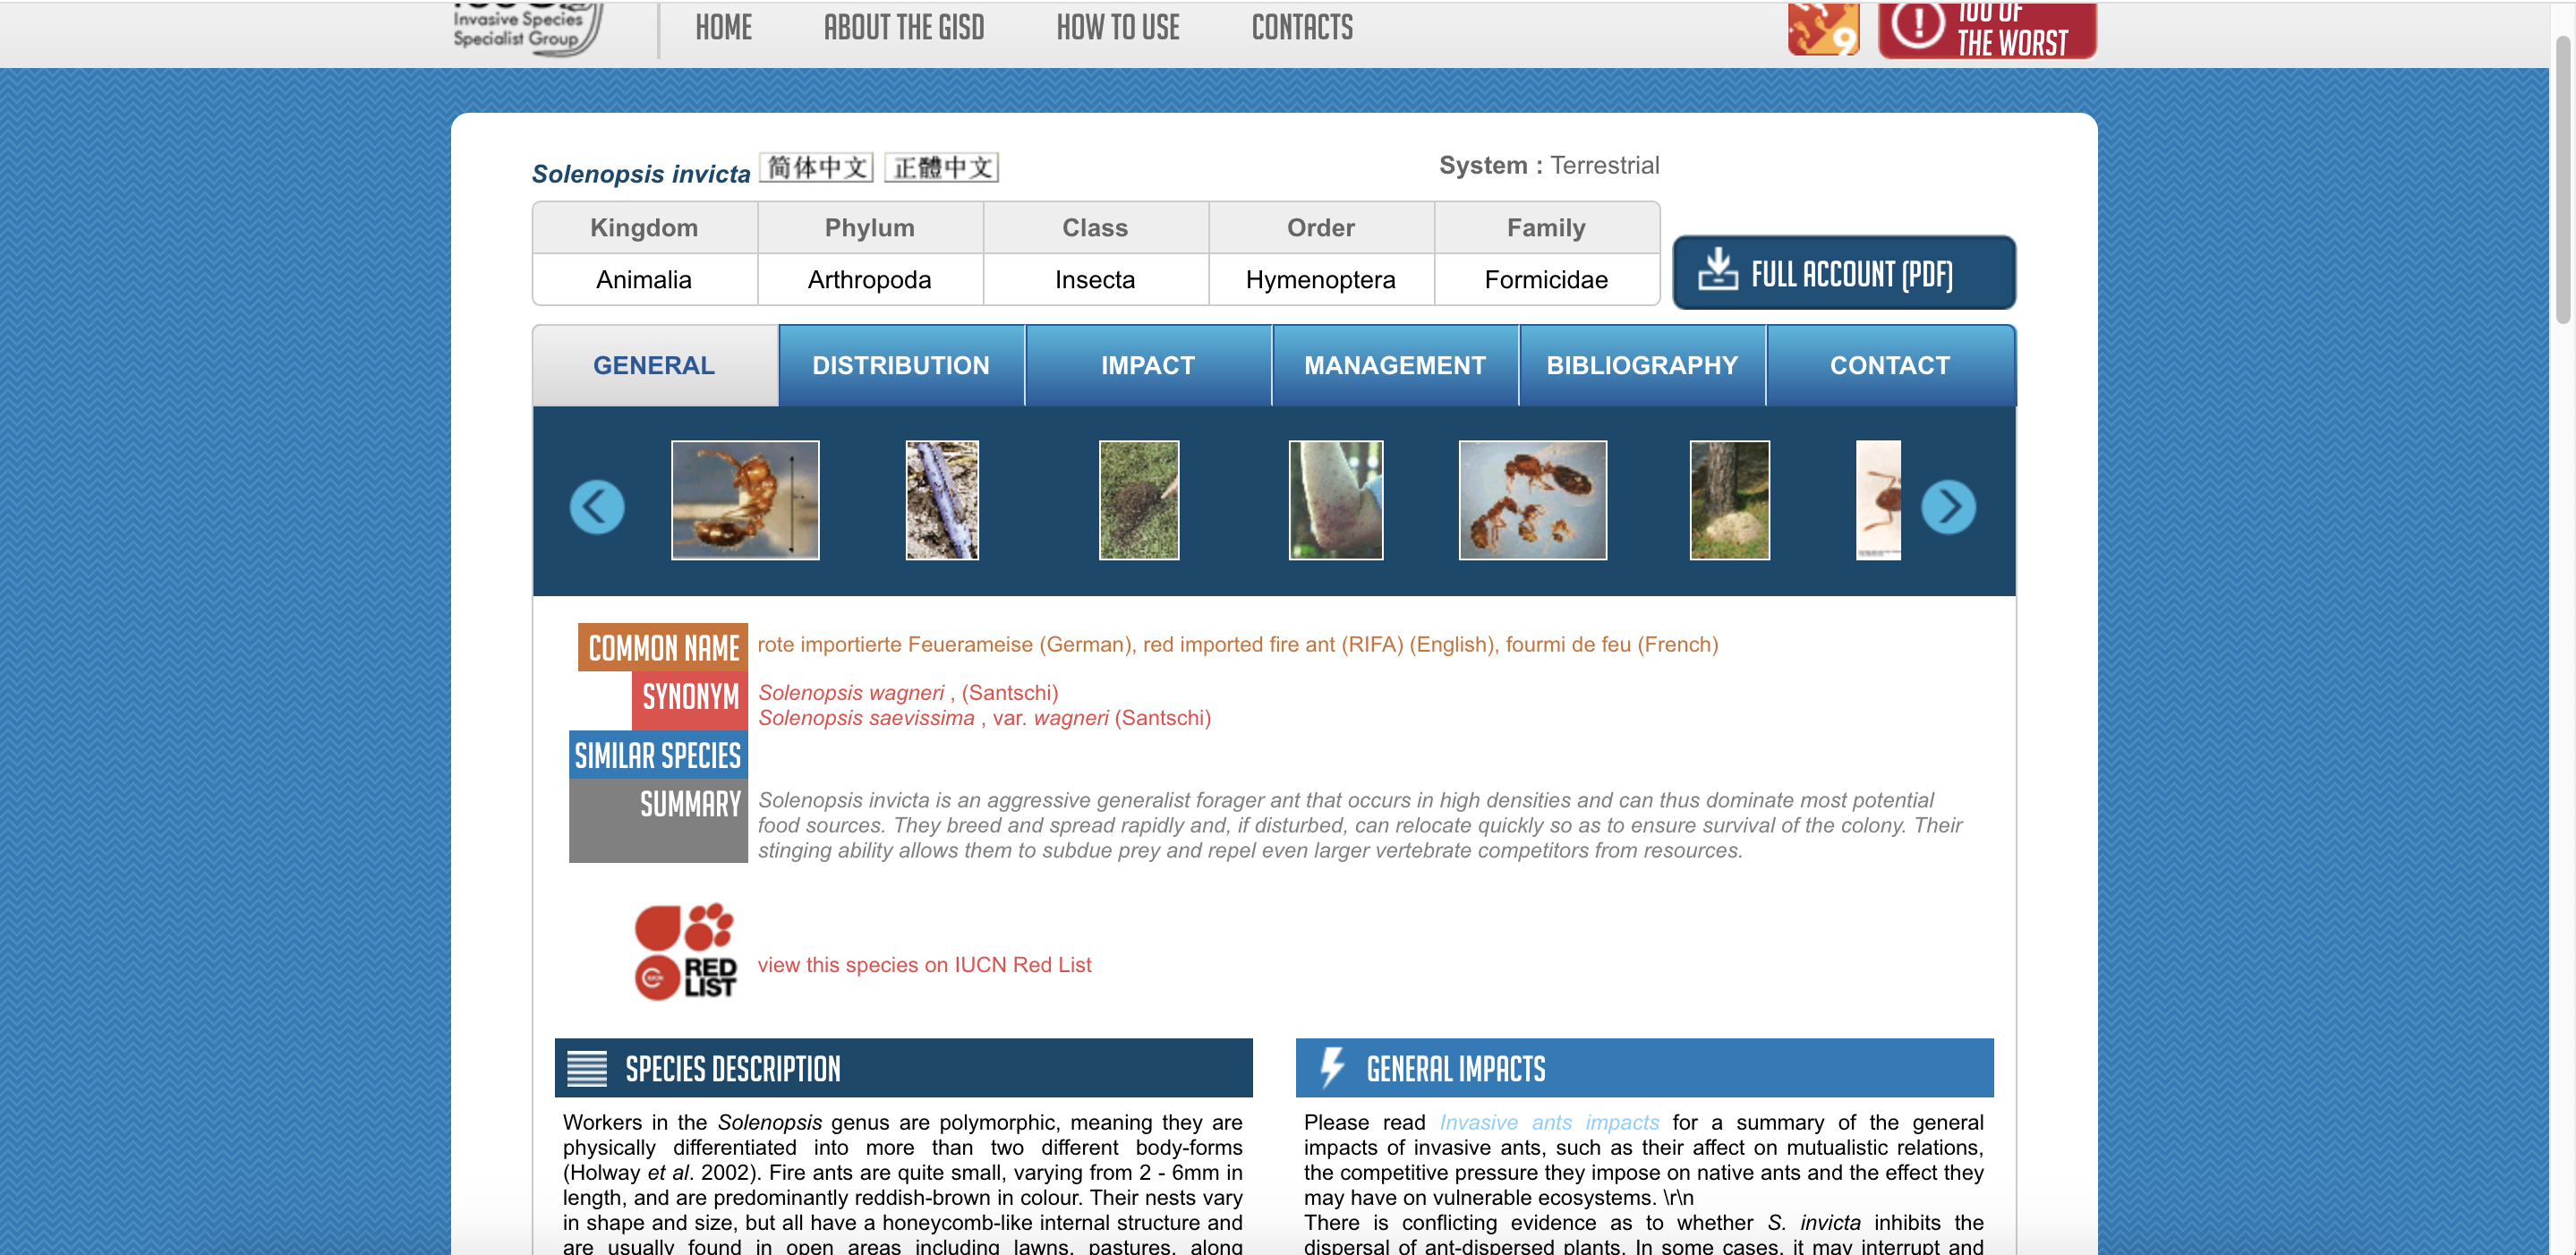 Invasive Species
Specialist Group
HOME ABOUT THE GISD HOW TO USE CONTACTS
9
100 OF
THE WORST
Solenopsis invicta 简体中文 正體中文
System : Terrestrial
Kingdom Phylum Class Order Family
Animalia Arthropoda Insecta Hymenoptera Formicidae
FULL ACCOUNT (PDF)
GENERAL DISTRIBUTION IMPACT MANAGEMENT BIBLIOGRAPHY CONTACT
COMMON NAME rote importierte Feuerameise (German), red imported fire ant (RIFA) (English), fourmi de feu (French)
SYNONYM Solenopsis wagneri , (Santschi)
Solenopsis saevissima , var. wagneri (Santschi)
SIMILAR SPECIES
SUMMARY Solenopsis invicta is an aggressive generalist forager ant that occurs in high densities and can thus dominate most potential
food sources. They breed and spread rapidly and, if disturbed, can relocate quickly so as to ensure survival of the colony. Their
stinging ability allows them to subdue prey and repel even larger vertebrate competitors from resources.
IUCN
RED
LIST
view this species on IUCN Red List
SPECIES DESCRIPTION
Workers in the Solenopsis genus are polymorphic, meaning they are
physically differentiated into more than two different body-forms
(Holway et al. 2002). Fire ants are quite small, varying from 2 - 6mm in
length, and are predominantly reddish-brown in colour. Their nests vary
in shape and size, but all have a honeycomb-like internal structure and
are usually found in open areas including lawns, pastures, along
GENERAL IMPACTS
Please read Invasive ants impacts for a summary of the general
impacts of invasive ants, such as their affect on mutualistic relations,
the competitive pressure they impose on native ants and the effect they
may have on vulnerable ecosystems. \r\n
There is conflicting evidence as to whether S. invicta inhibits the
dispersal of ant-dispersed plants. In some cases, it may interrupt and